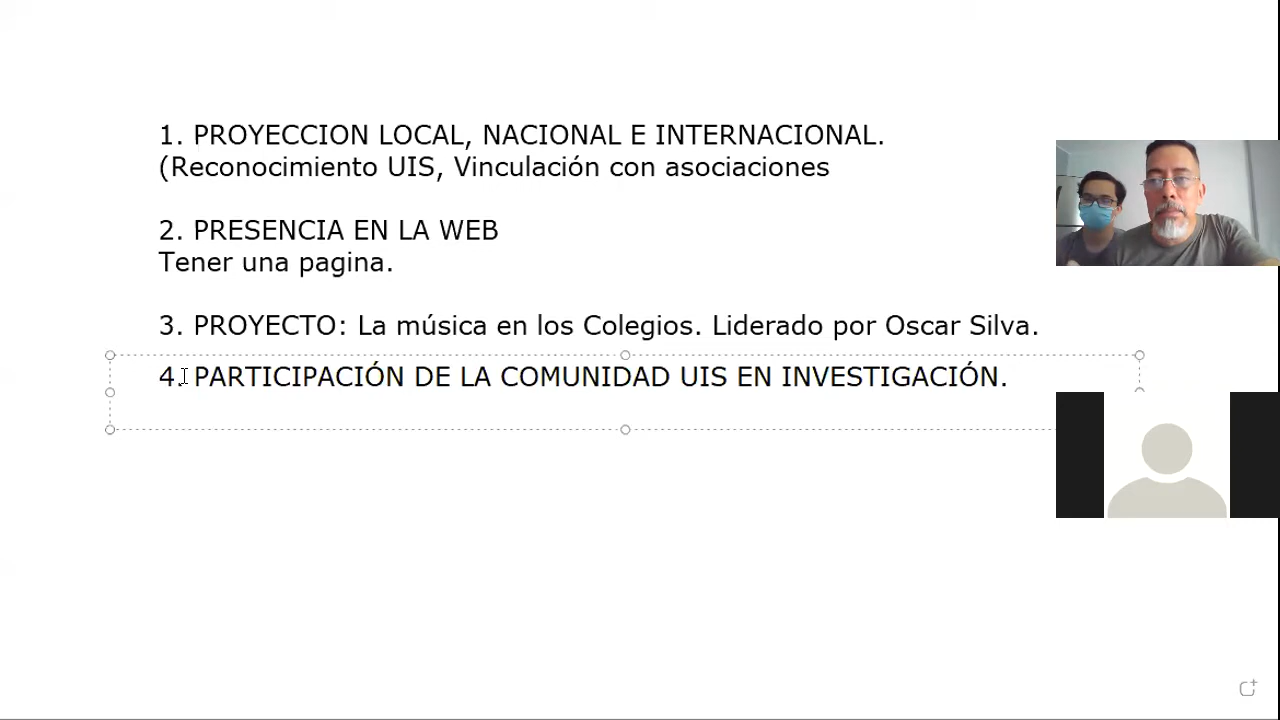 1. PROYECCION LOCAL, NACIONAL E INTERNACIONAL.
(Reconocimiento UIS, Vinculación con asociaciones
2. PRESENCIA EN LA WEB
Tener una pagina.
3. PROYECTO: La música en los Colegios. Liderado por Oscar Silva.
4. PARTICIPACIÓN DE LA COMUNIDAD UIS EN INVESTIGACIÓN.